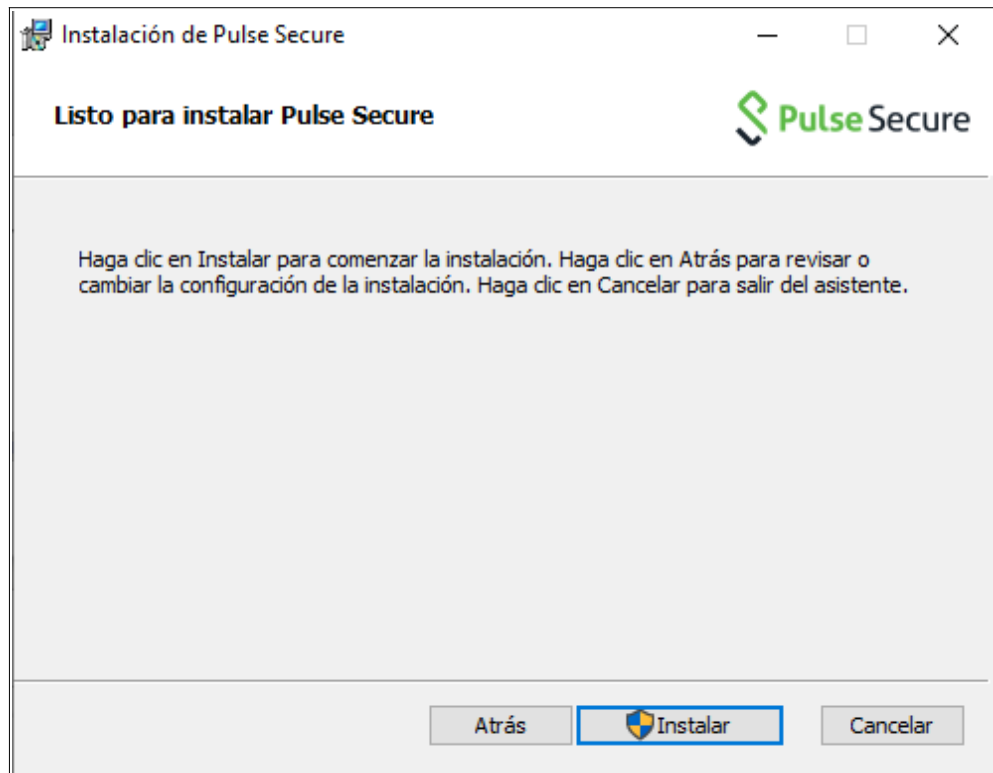 Instalación de Pulse Secure
Listo para instalar Pulse Secure
Pulse Secure
Haga clic en Instalar para comenzar la instalación. Haga clic en Atrás para revisar o
cambiar la configuración de la instalación. Haga clic en Cancelar para salir del asistente.
Atrás
Instalar
Cancelar